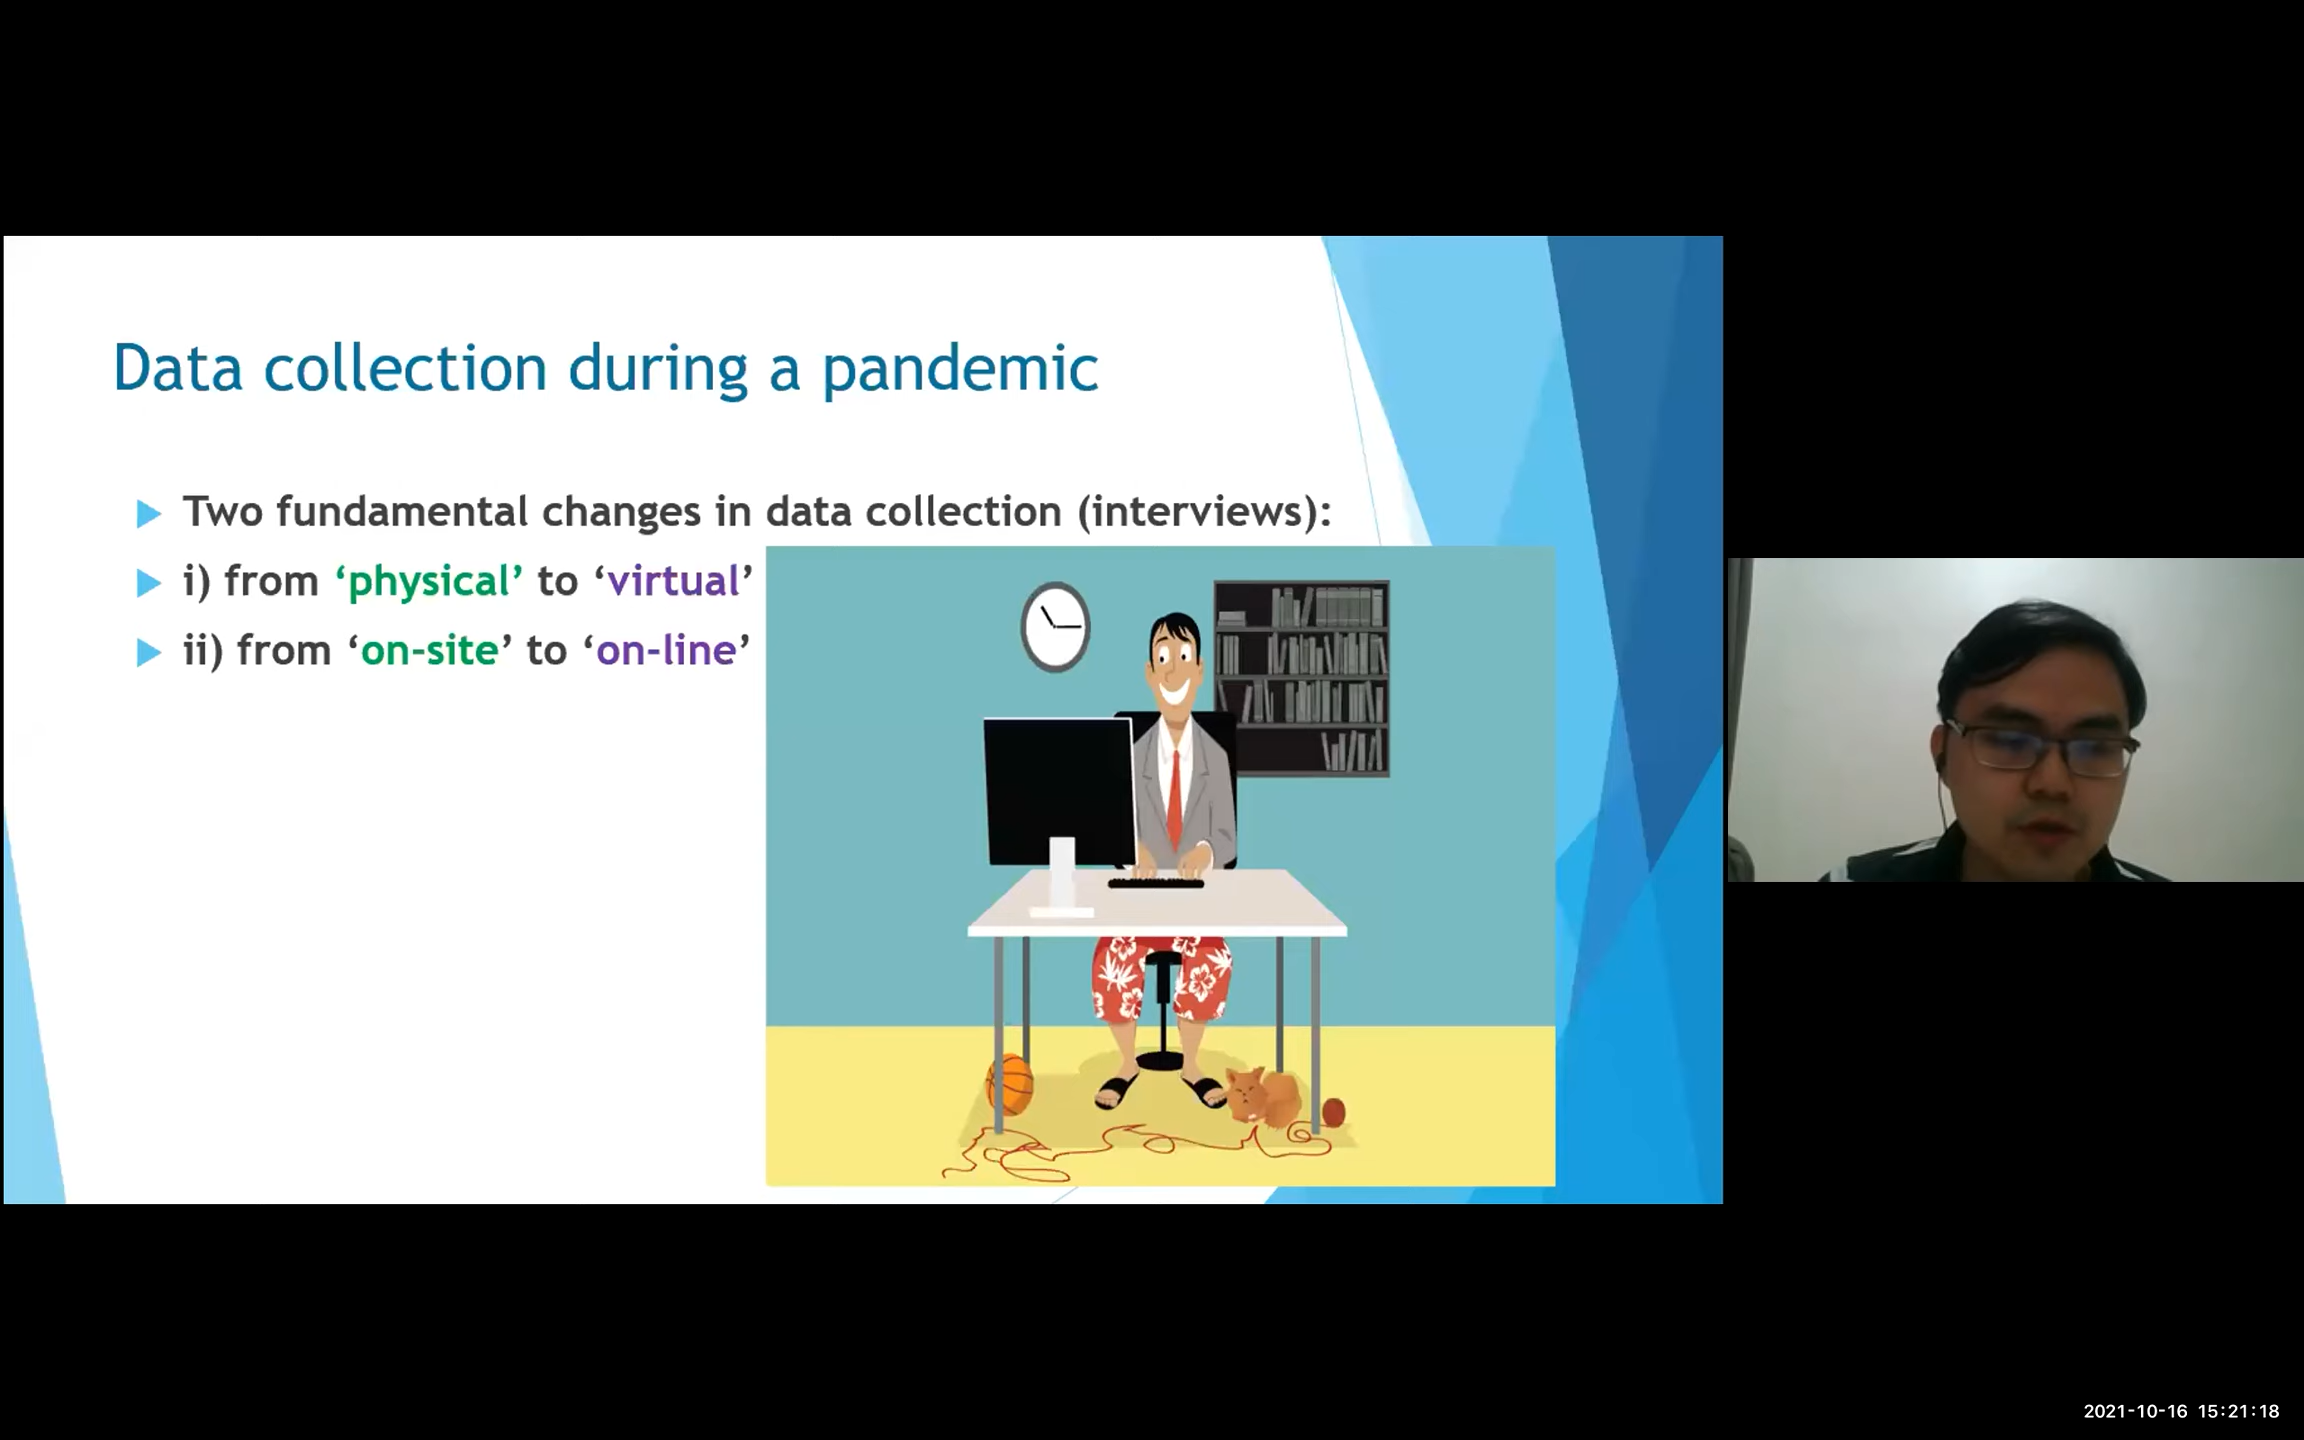 Data collection during a pandemic
Two fundamental changes in data collection (interviews):
i) from ‘physical’ to ‘virtual’
ii) from ‘on-site’ to ‘on-line’
2021-10-16 15:21:18